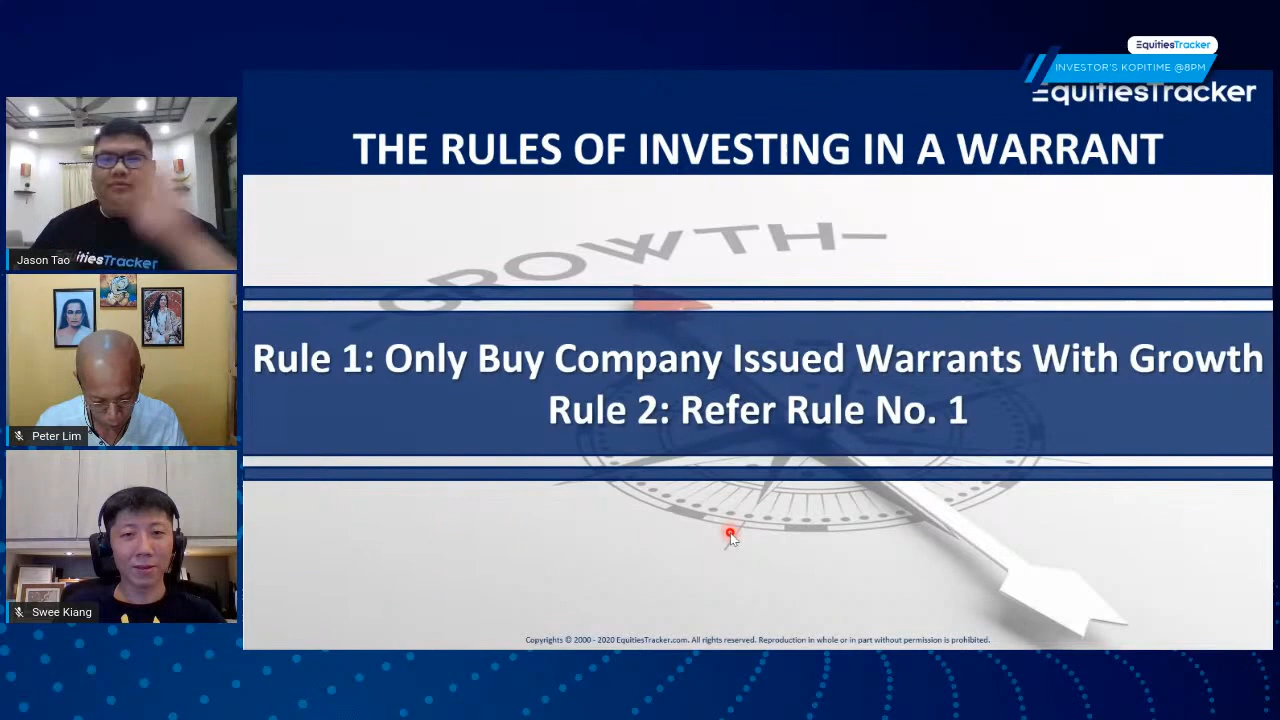 EquitiesTracker
INVESTOR'S KOPITIME @8PM
EquitiesTracker
THE RULES OF INVESTING IN A WARRANT
-GROWTH-
Rule 1: Only Buy Company Issued Warrants With Growth
Rule 2: Refer Rule No. 1
Jason Tao
itiesTracker
Peter Lim
Swee Kiang
Copyrights © 2000 - 2020 EquitiesTracker.com. All rights reserved. Reproduction in whole or in part without permission is prohibited.